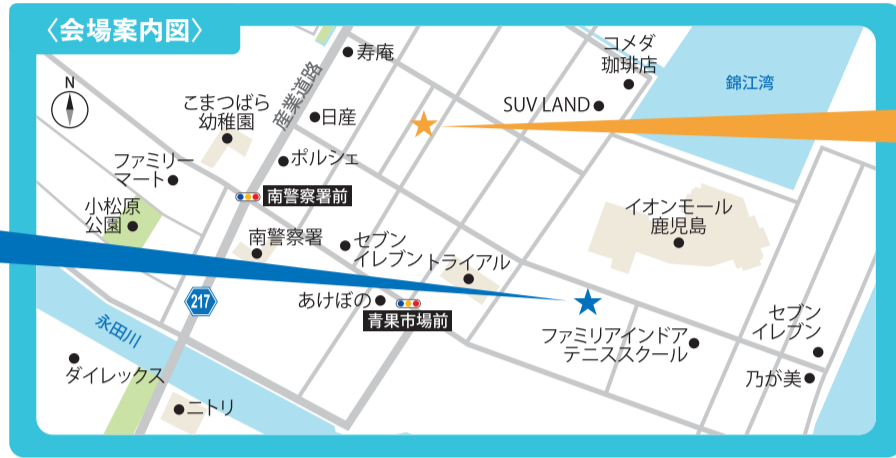 〈会場案内図〉
N
寿庵
コメダ
珈琲店
錦江湾
SUV LAND
産業道路
こまつばら
幼稚園
日産
ポルシェ
ファミリー
マート
南警察署前
小松原
公園
イオンモール
鹿児島
南警察署
セブン
イレブン
トライアル
217
あけぼの
青果市場前
永田川
ファミリアインドア
テニススクール
セブン
イレブン
ダイレックス
乃が美
ニトリ